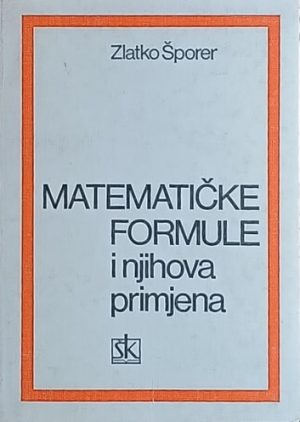 Zlatko Šporer
MATEMATIČKE
FORMULE
i njihova
primjena
šk